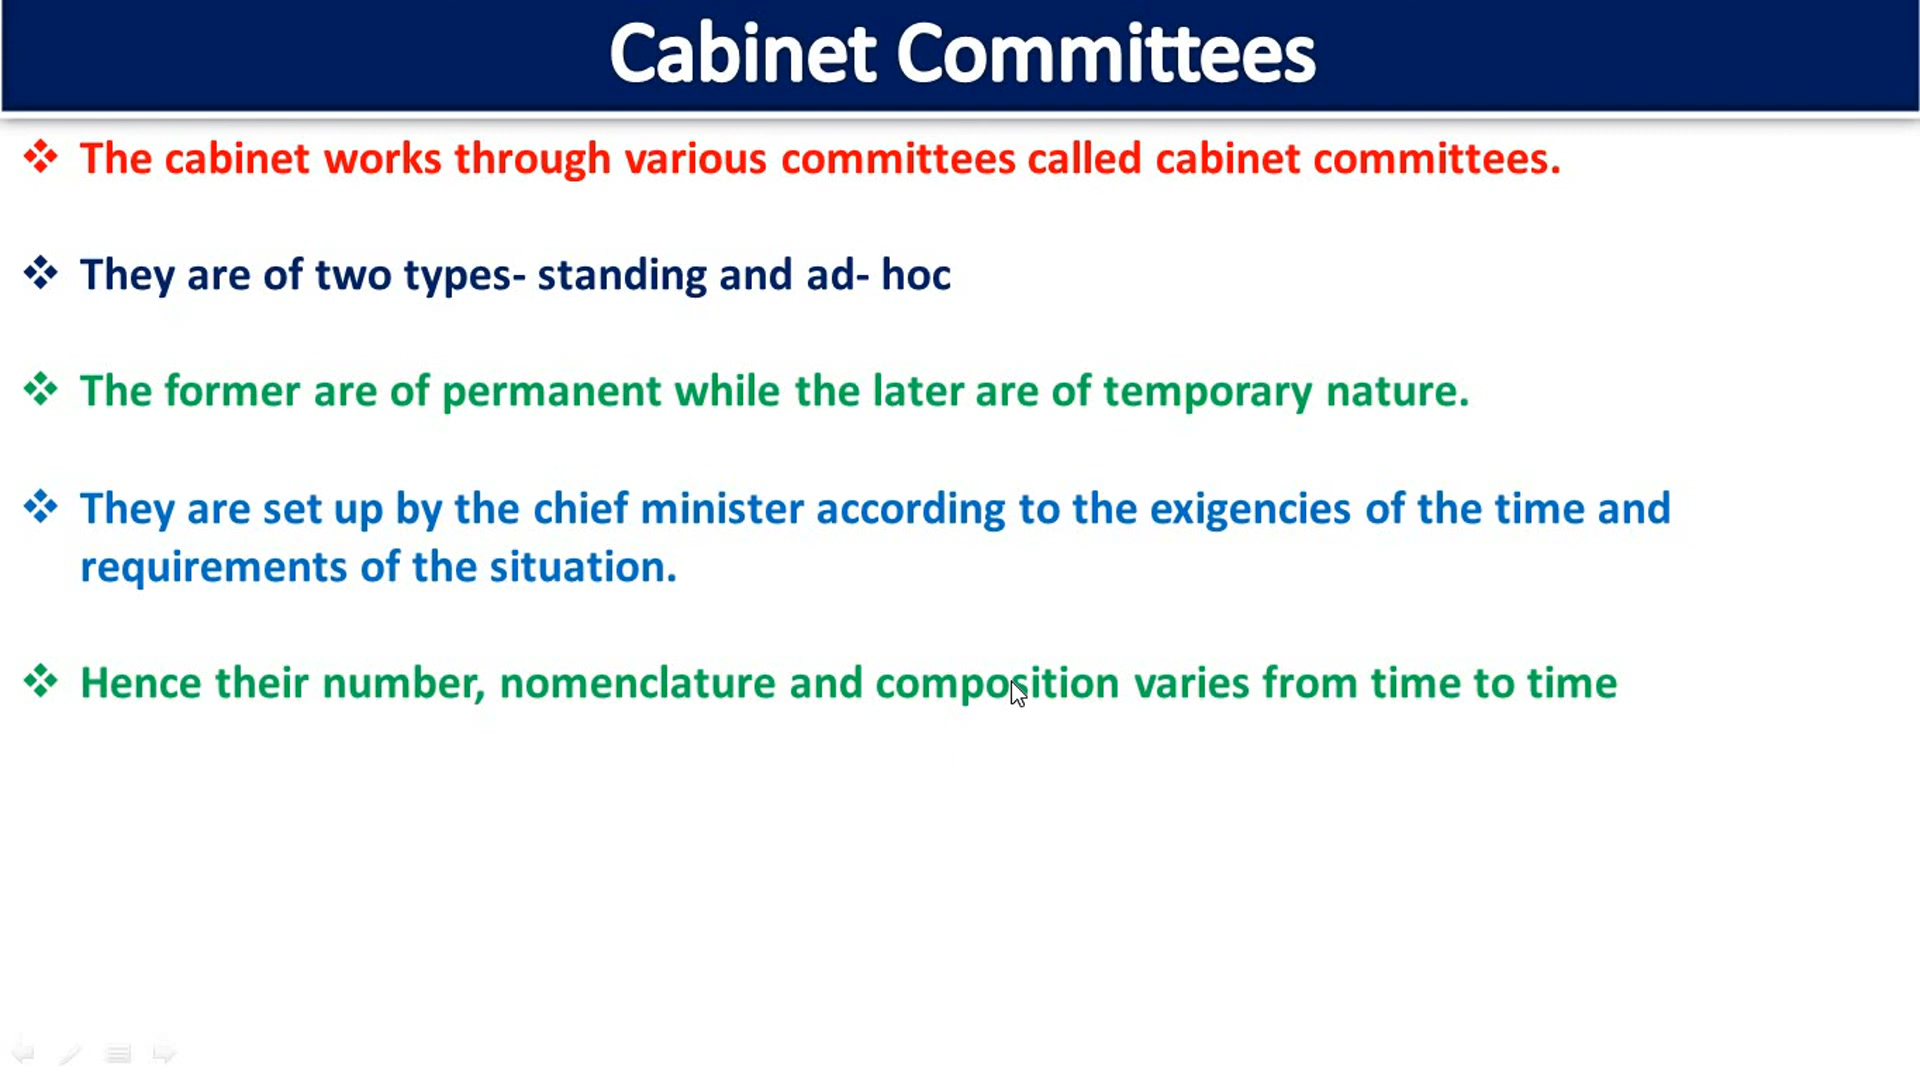 Cabinet Committees
❖ The cabinet works through various committees called cabinet committees.
❖ They are of two types- standing and ad- hoc
❖ The former are of permanent while the later are of temporary nature.
❖ They are set up by the chief minister according to the exigencies of the time and
requirements of the situation.
❖ Hence their number, nomenclature and composition varies from time to time